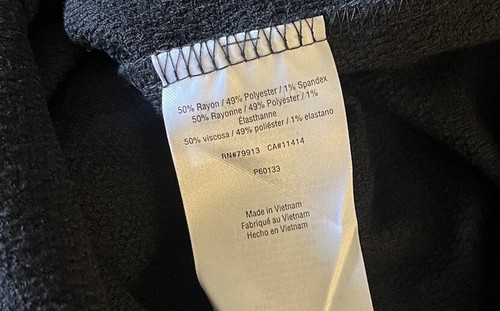 50% Rayon / 49% Polyester / 1% Spandex
50% Rayonne / 49% Polyester / 1%
Élasthanne
50% viscosa / 49% poliéster / 1% elastano
RN#79913 CA#11414
P60133
Made in Vietnam
Fabriqué au Vietnam
Hecho en Vietnam